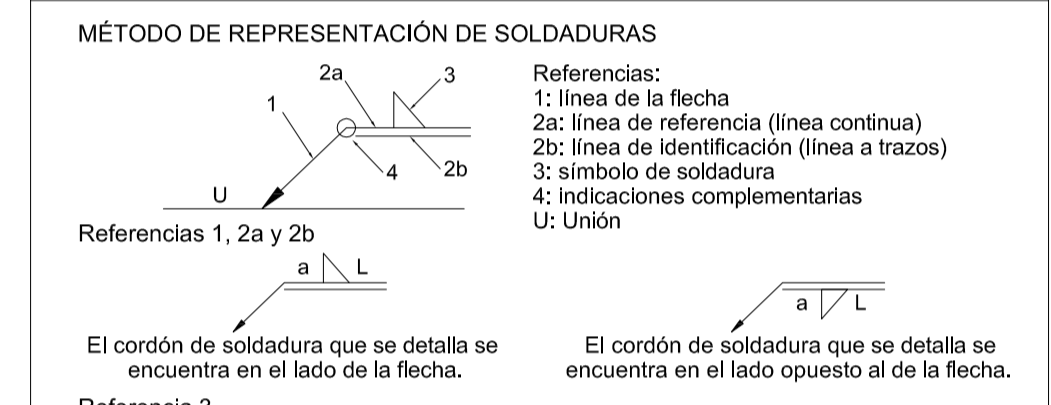 MÉTODO DE REPRESENTACIÓN DE SOLDADURAS
2a
3
1
4
2b
U
Referencias:
1: línea de la flecha
2a: línea de referencia (línea continua)
2b: línea de identificación (línea a trazos)
3: símbolo de soldadura
4: indicaciones complementarias
U: Unión
Referencias 1, 2a y 2b
a L
El cordón de soldadura que se detalla se
encuentra en el lado de la flecha.
a L
El cordón de soldadura que se detalla se
encuentra en el lado opuesto al de la flecha.